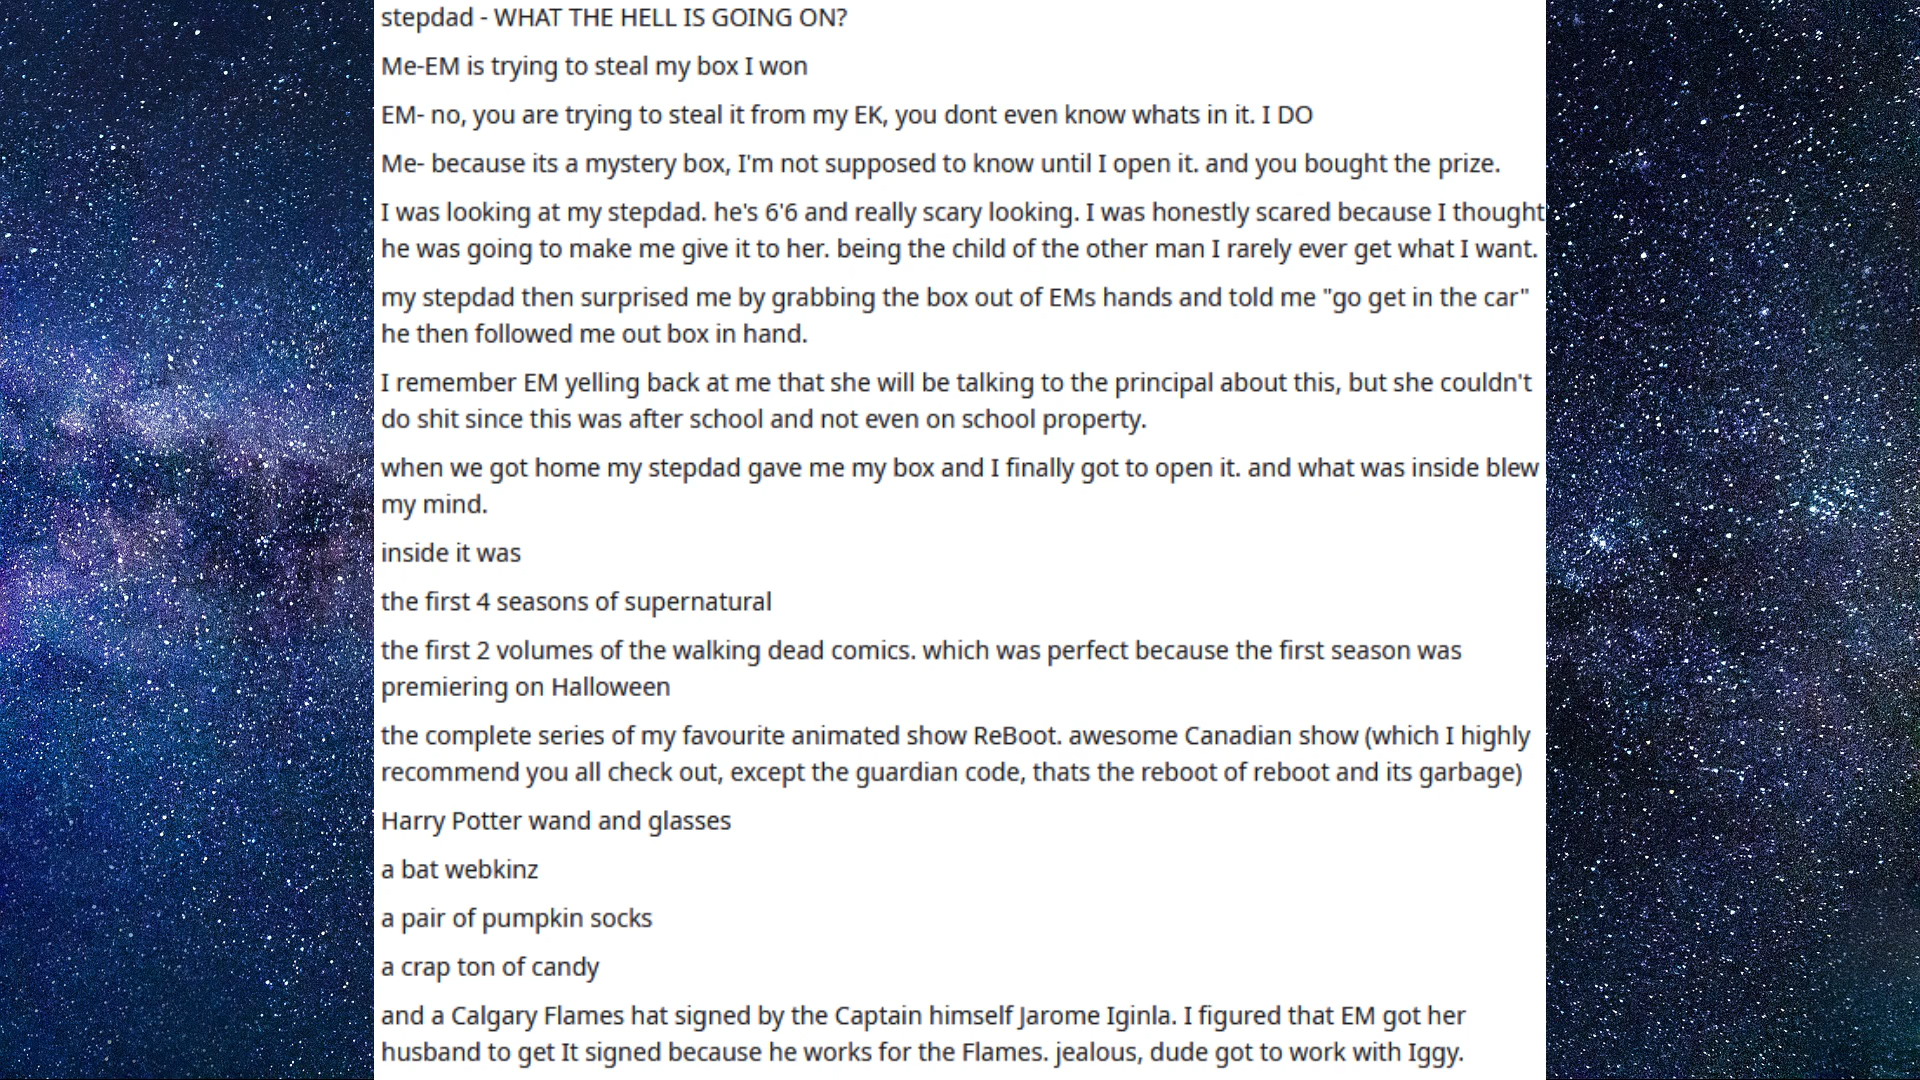 stepdad - WHAT THE HELL IS GOING ON?
Me-EM is trying to steal my box I won
EM- no, you are trying to steal it from my EK, you dont even know whats in it. I DO
Me- because its a mystery box, I'm not supposed to know until I open it. and you bought the prize.
I was looking at my stepdad. he's 6'6 and really scary looking. I was honestly scared because I thought
he was going to make me give it to her. being the child of the other man I rarely ever get what I want.
my stepdad then surprised me by grabbing the box out of EMs hands and told me "go get in the car"
he then followed me out box in hand.
I remember EM yelling back at me that she will be talking to the principal about this, but she couldn't
do shit since this was after school and not even on school property.
when we got home my stepdad gave me my box and I finally got to open it. and what was inside blew
my mind.
inside it was
the first 4 seasons of supernatural
the first 2 volumes of the walking dead comics. which was perfect because the first season was
premiering on Halloween
the complete series of my favourite animated show ReBoot. awesome Canadian show (which I highly
recommend you all check out, except the guardian code, thats the reboot of reboot and its garbage)
Harry Potter wand and glasses
a bat webkinz
a pair of pumpkin socks
a crap ton of candy
and a Calgary Flames hat signed by the Captain himself Jarome Iginla. I figured that EM got her
husband to get It signed because he works for the Flames. jealous, dude got to work with Iggy.